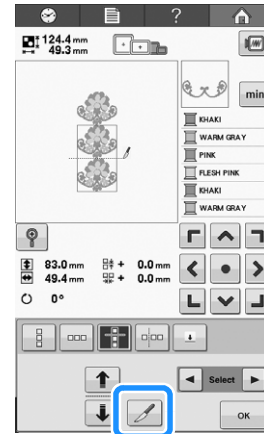 ?
124.4 mm
49.3 mm
min
KHAKI
WARM GRAY
PINK
FLESH PINK
KHAKI
WARM GRAY
83.0 mm + 0.0 mm
49.4 mm + 0.0 mm
0°
Select
OK